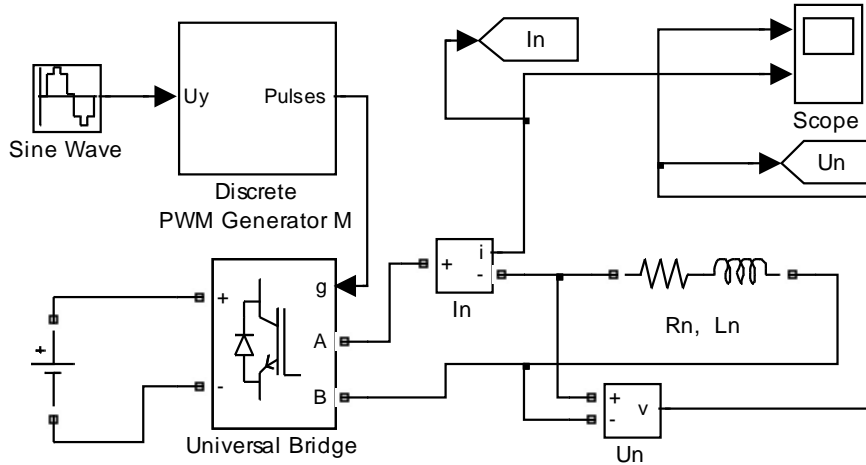 In
Uy
Pulses
Scope
Sine Wave
Un
Discrete
PWM Generator M
+
i
-
g
In
+
A
Rn, Ln
+
-
B
+
-
v
Universal Bridge
Un